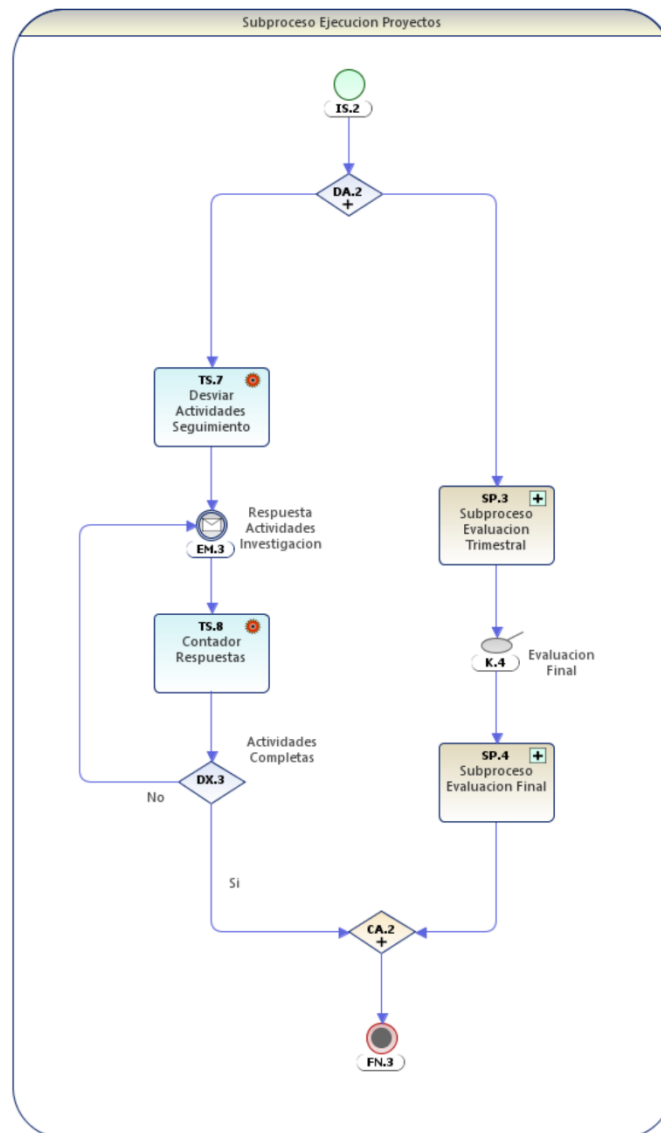 Subproceso Ejecucion Proyectos
IS.2
DA.2
TS.7
Desviar
Actividades
Seguimiento
Respuesta
Actividades
Investigacion
EM.3
TS.8
Contador
Respuestas
Actividades
Completas
DX.3
No
Si
SP.3
Subproceso
Evaluacion
Trimestral
K.4
Evaluacion
Final
SP.4
Subproceso
Evaluacion Final
CA.2
FN.3